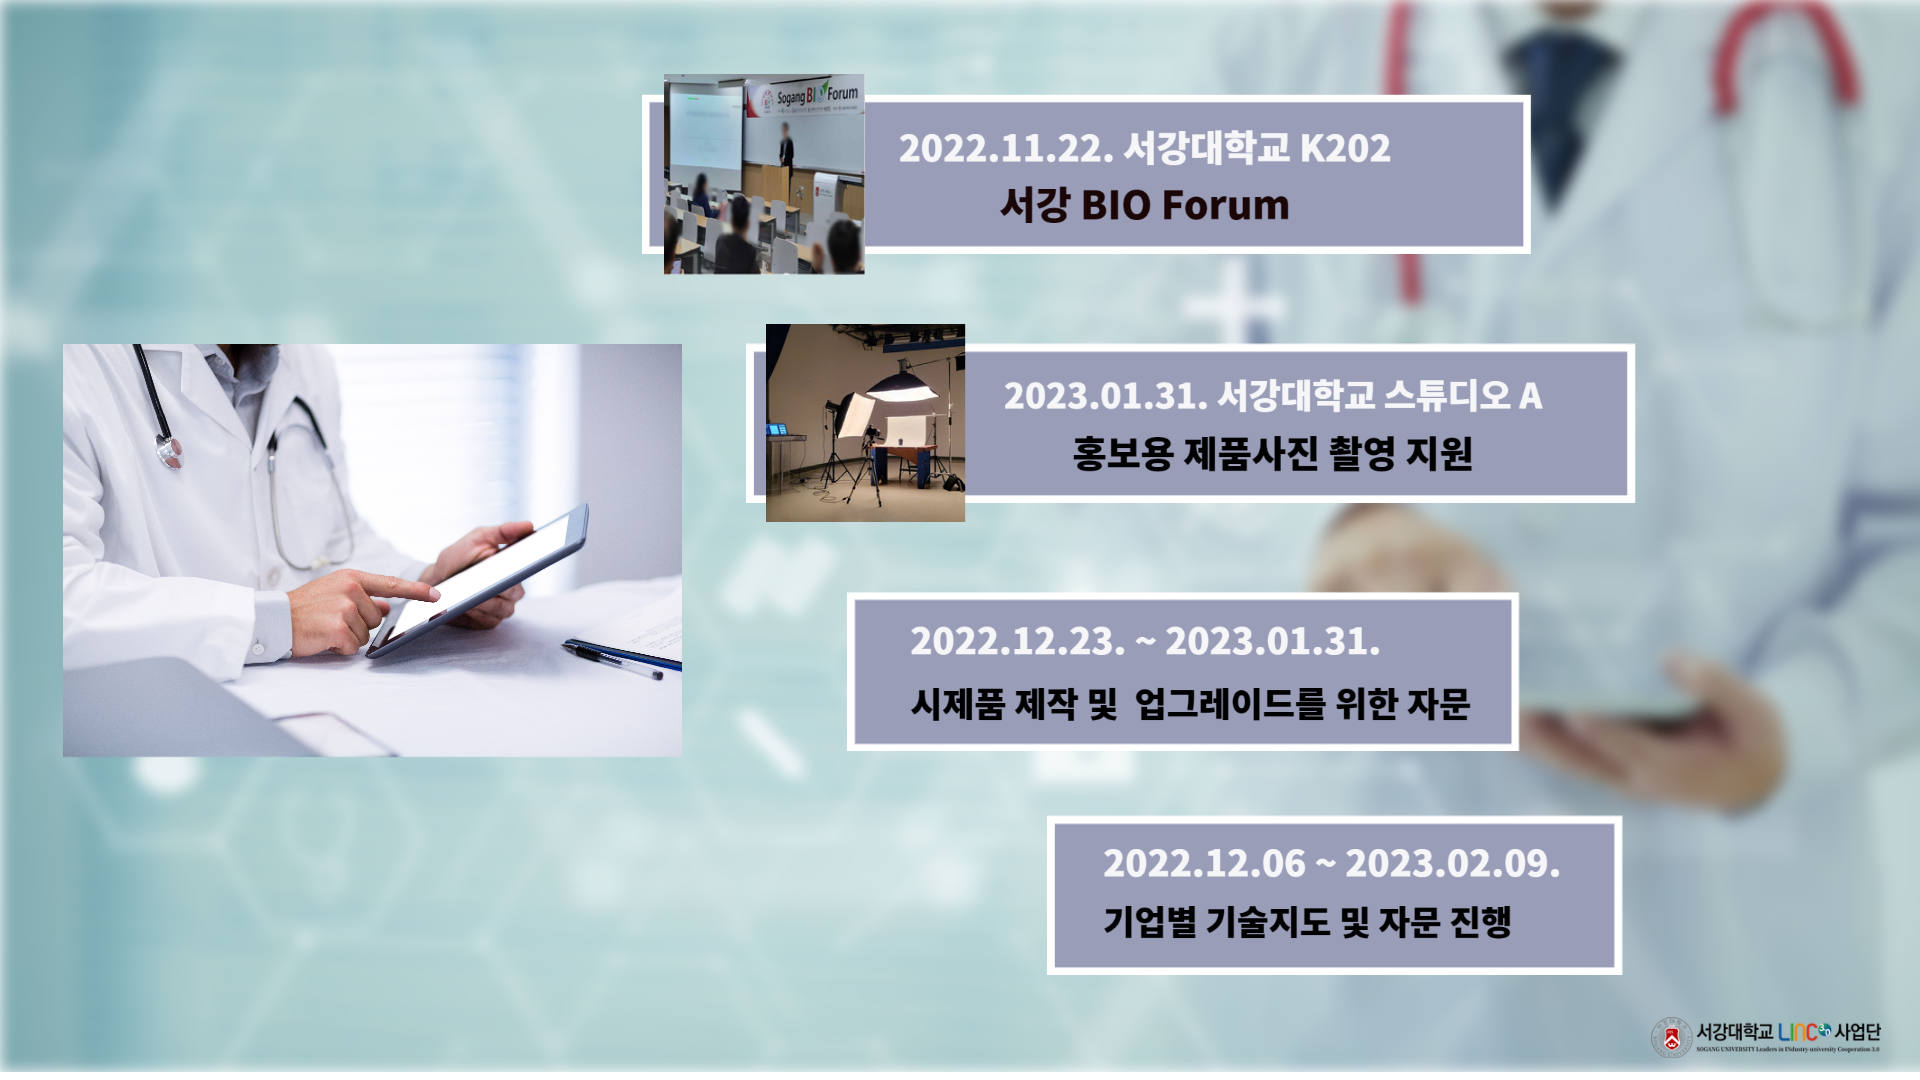 Sogang BIO Forum
2022.11.22. 서강대학교 K202
서강 BIO Forum
2023.01.31. 서강대학교 스튜디오 A
홍보용 제품사진 촬영 지원
2022.12.23. ~ 2023.01.31.
시제품 제작 및 업그레이드를 위한 자문
2022.12.06 ~ 2023.02.09.
기업별 기술지도 및 자문 진행
서강대학교 LINC 3.0 사업단
SOGANG UNIVERSITY Leaders in INdustry-university Cooperation 3.0